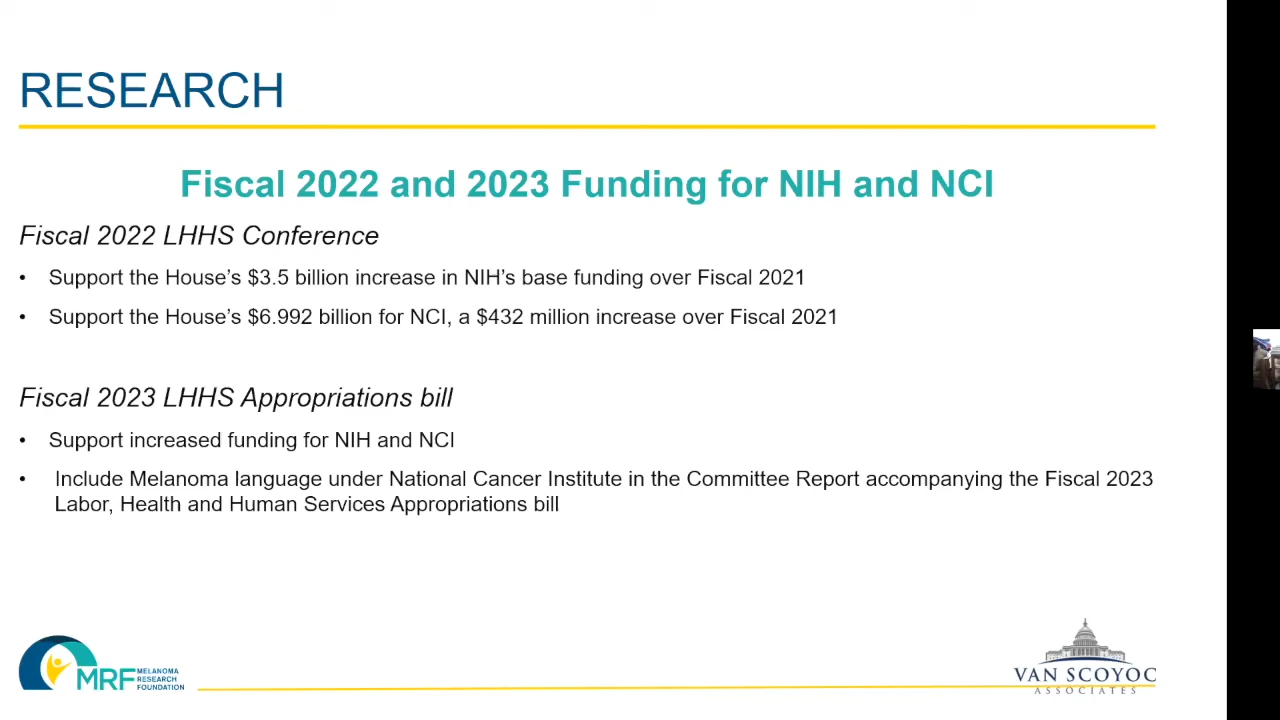 RESEARCH
Fiscal 2022 and 2023 Funding for NIH and NCI
Fiscal 2022 LHHS Conference
• Support the House's $3.5 billion increase in NIH's base funding over Fiscal 2021
• Support the House's $6.992 billion for NCI, a $432 million increase over Fiscal 2021
Fiscal 2023 LHHS Appropriations bill
• Support increased funding for NIH and NCI
• Include Melanoma language under National Cancer Institute in the Committee Report accompanying the Fiscal 2023
Labor, Health and Human Services Appropriations bill
MRF MELANOMA
RESEARCH
FOUNDATION
VAN SCOYOC
ASSOCIATES